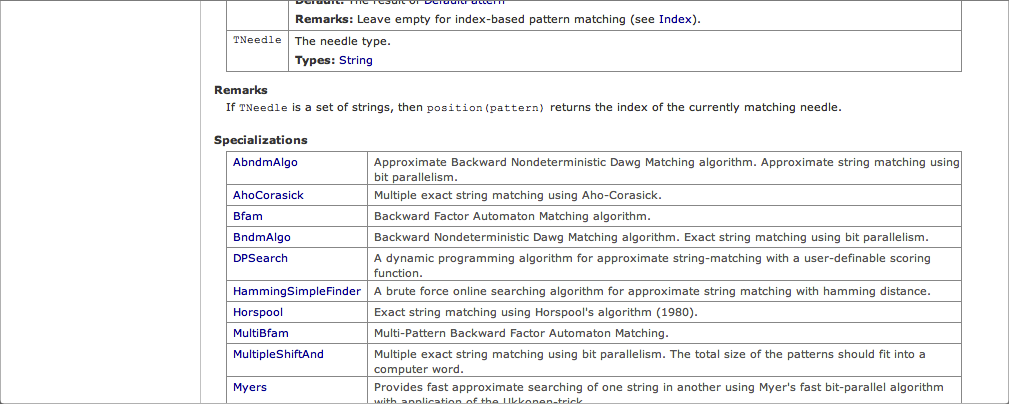 Default: The result of DefaultPattern
Remarks: Leave empty for index-based pattern matching (see Index).
TNeedle The needle type.
Types: String
Remarks
If TNeedle is a set of strings, then position(pattern) returns the index of the currently matching needle.
Specializations
AbndmAlgo Approximate Backward Nondeterministic Dawg Matching algorithm. Approximate string matching using
bit parallelism.
AhoCorasick Multiple exact string matching using Aho-Corasick.
Bfam Backward Factor Automaton Matching algorithm.
BndmAlgo Backward Nondeterministic Dawg Matching algorithm. Exact string matching using bit parallelism.
DPSearch A dynamic programming algorithm for approximate string-matching with a user-definable scoring
function.
HammingSimpleFinder A brute force online searching algorithm for approximate string matching with hamming distance.
Horspool Exact string matching using Horspool's algorithm (1980).
MultiBfam Multi-Pattern Backward Factor Automaton Matching.
MultipleShiftAnd Multiple exact string matching using bit parallelism. The total size of the patterns should fit into a
computer word.
Myers Provides fast approximate searching of one string in another using Myer's fast bit-parallel algorithm
with application of the Ukkonen-trick.